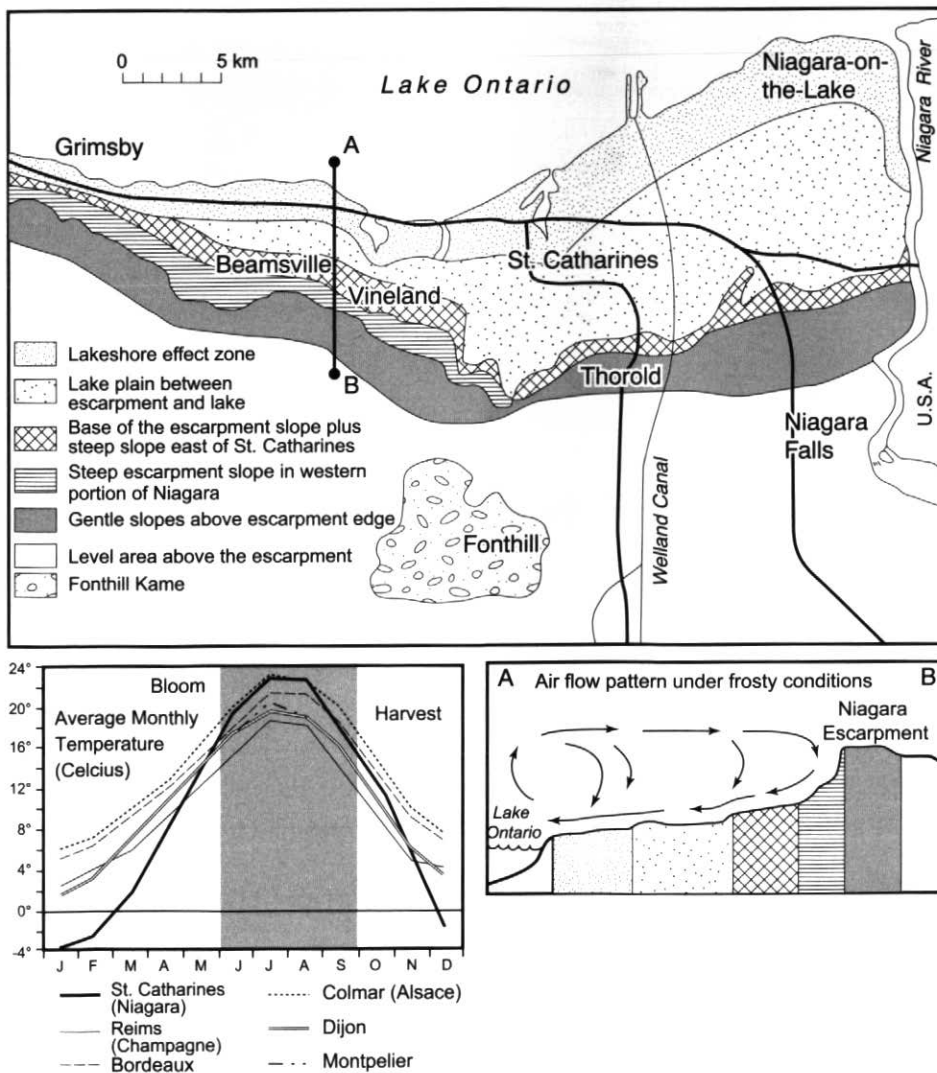 0 5 km
Lake Ontario
Niagara-on-
the-Lake
Niagara River
Grimsby
A
Beamsville
St. Catharines
Vineland
B
Thorold
Niagara
Falls
U.S.A.
Welland Canal
Fonthill
Lakeshore effect zone
Lake plain between
escarpment and lake
Base of the escarpment slope plus
steep slope east of St. Catharines
Steep escarpment slope in western
portion of Niagara
Gentle slopes above escarpment edge
Level area above the escarpment
Fonthill Kame
24°
20°
16°
12°
8°
4°
0°
-4°
Bloom
Average Monthly
Temperature
(Celcius)
Harvest
J F M A M J J A S O N D
St. Catharines
(Niagara)
Reims
(Champagne)
Bordeaux
Colmar (Alsace)
Dijon
Montpelier
A Air flow pattern under frosty conditions B
Niagara
Escarpment
Lake
Ontario